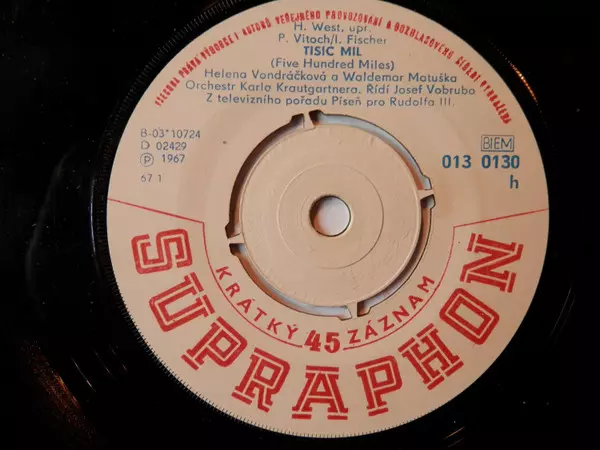 VŠECHNA PRÁVA VÝROBCE I AUTORŮ VEŘEJNÉHO PROVOZOVÁNÍ A ROZHLASOVÉHO ŠÍŘENÍ VYHRAŽENA
H. West, upr.
P. Vitoch/I. Fischer
TISÍC MIL
(Five Hundred Miles)
Helena Vondráčková a Waldemar Matuška
Orchestr Karla Krautgartnera. Řídí Josef Vobruba
Z televizního pořadu Píseň pro Rudolfa III.
B-03*10724
D 02429
Ⓟ 1967
67 1
BIEM
013 0130
h
KRÁTKÝ 45 ZÁZNAM
SUPRAPHON